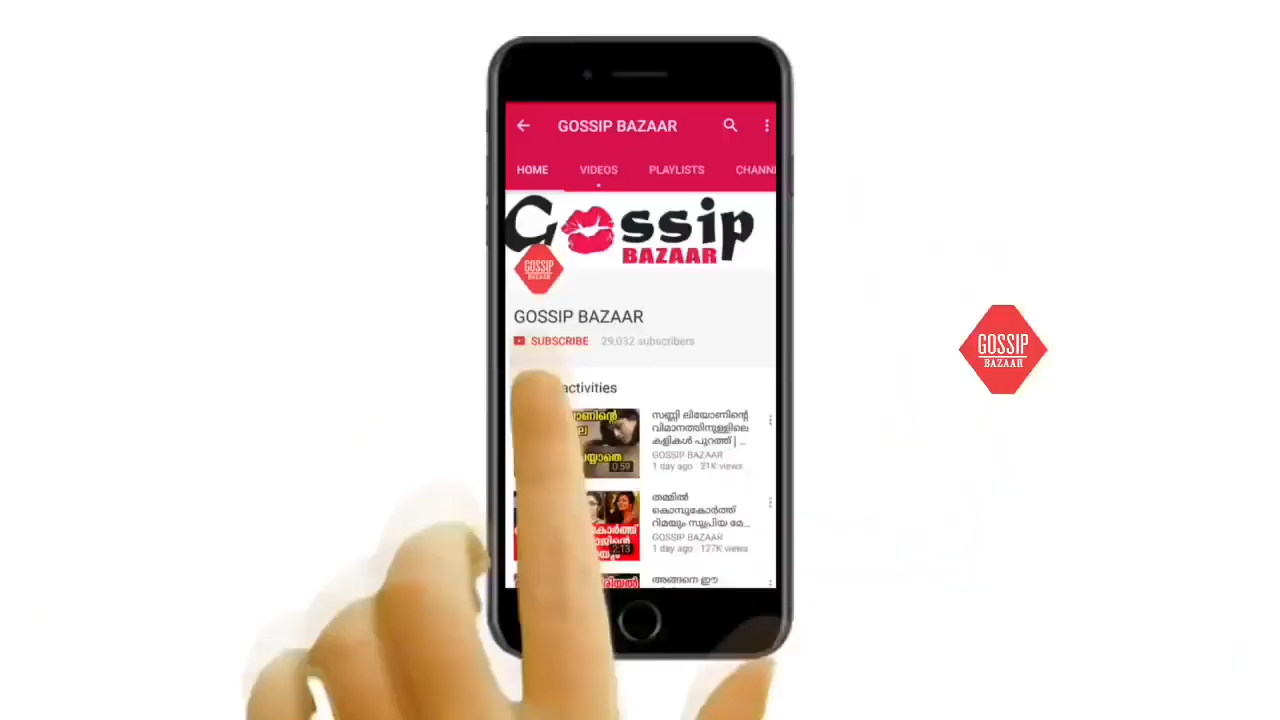 GOSSIP BAZAAR
HOME VIDEOS PLAYLISTS CHANN
Gossip
BAZAAR
GOSSIP
BAZAAR
GOSSIP BAZAAR
SUBSCRIBE 29,032 subscribers
activities
സണ്ണി ലിയോണിന്റെ
വിമാനത്തിനുള്ളിലെ
കളികൾ പുറത്ത് | ...
GOSSIP BAZAAR
1 day ago 21K views
0:59
തമ്മിൽ
കൊമ്പുകോർത്ത്
റിമയും സുപ്രിയ മേ...
GOSSIP BAZAAR
1 day ago 127K views
2:13
അങ്ങനെ ഈ
GOSSIP
BAZAAR